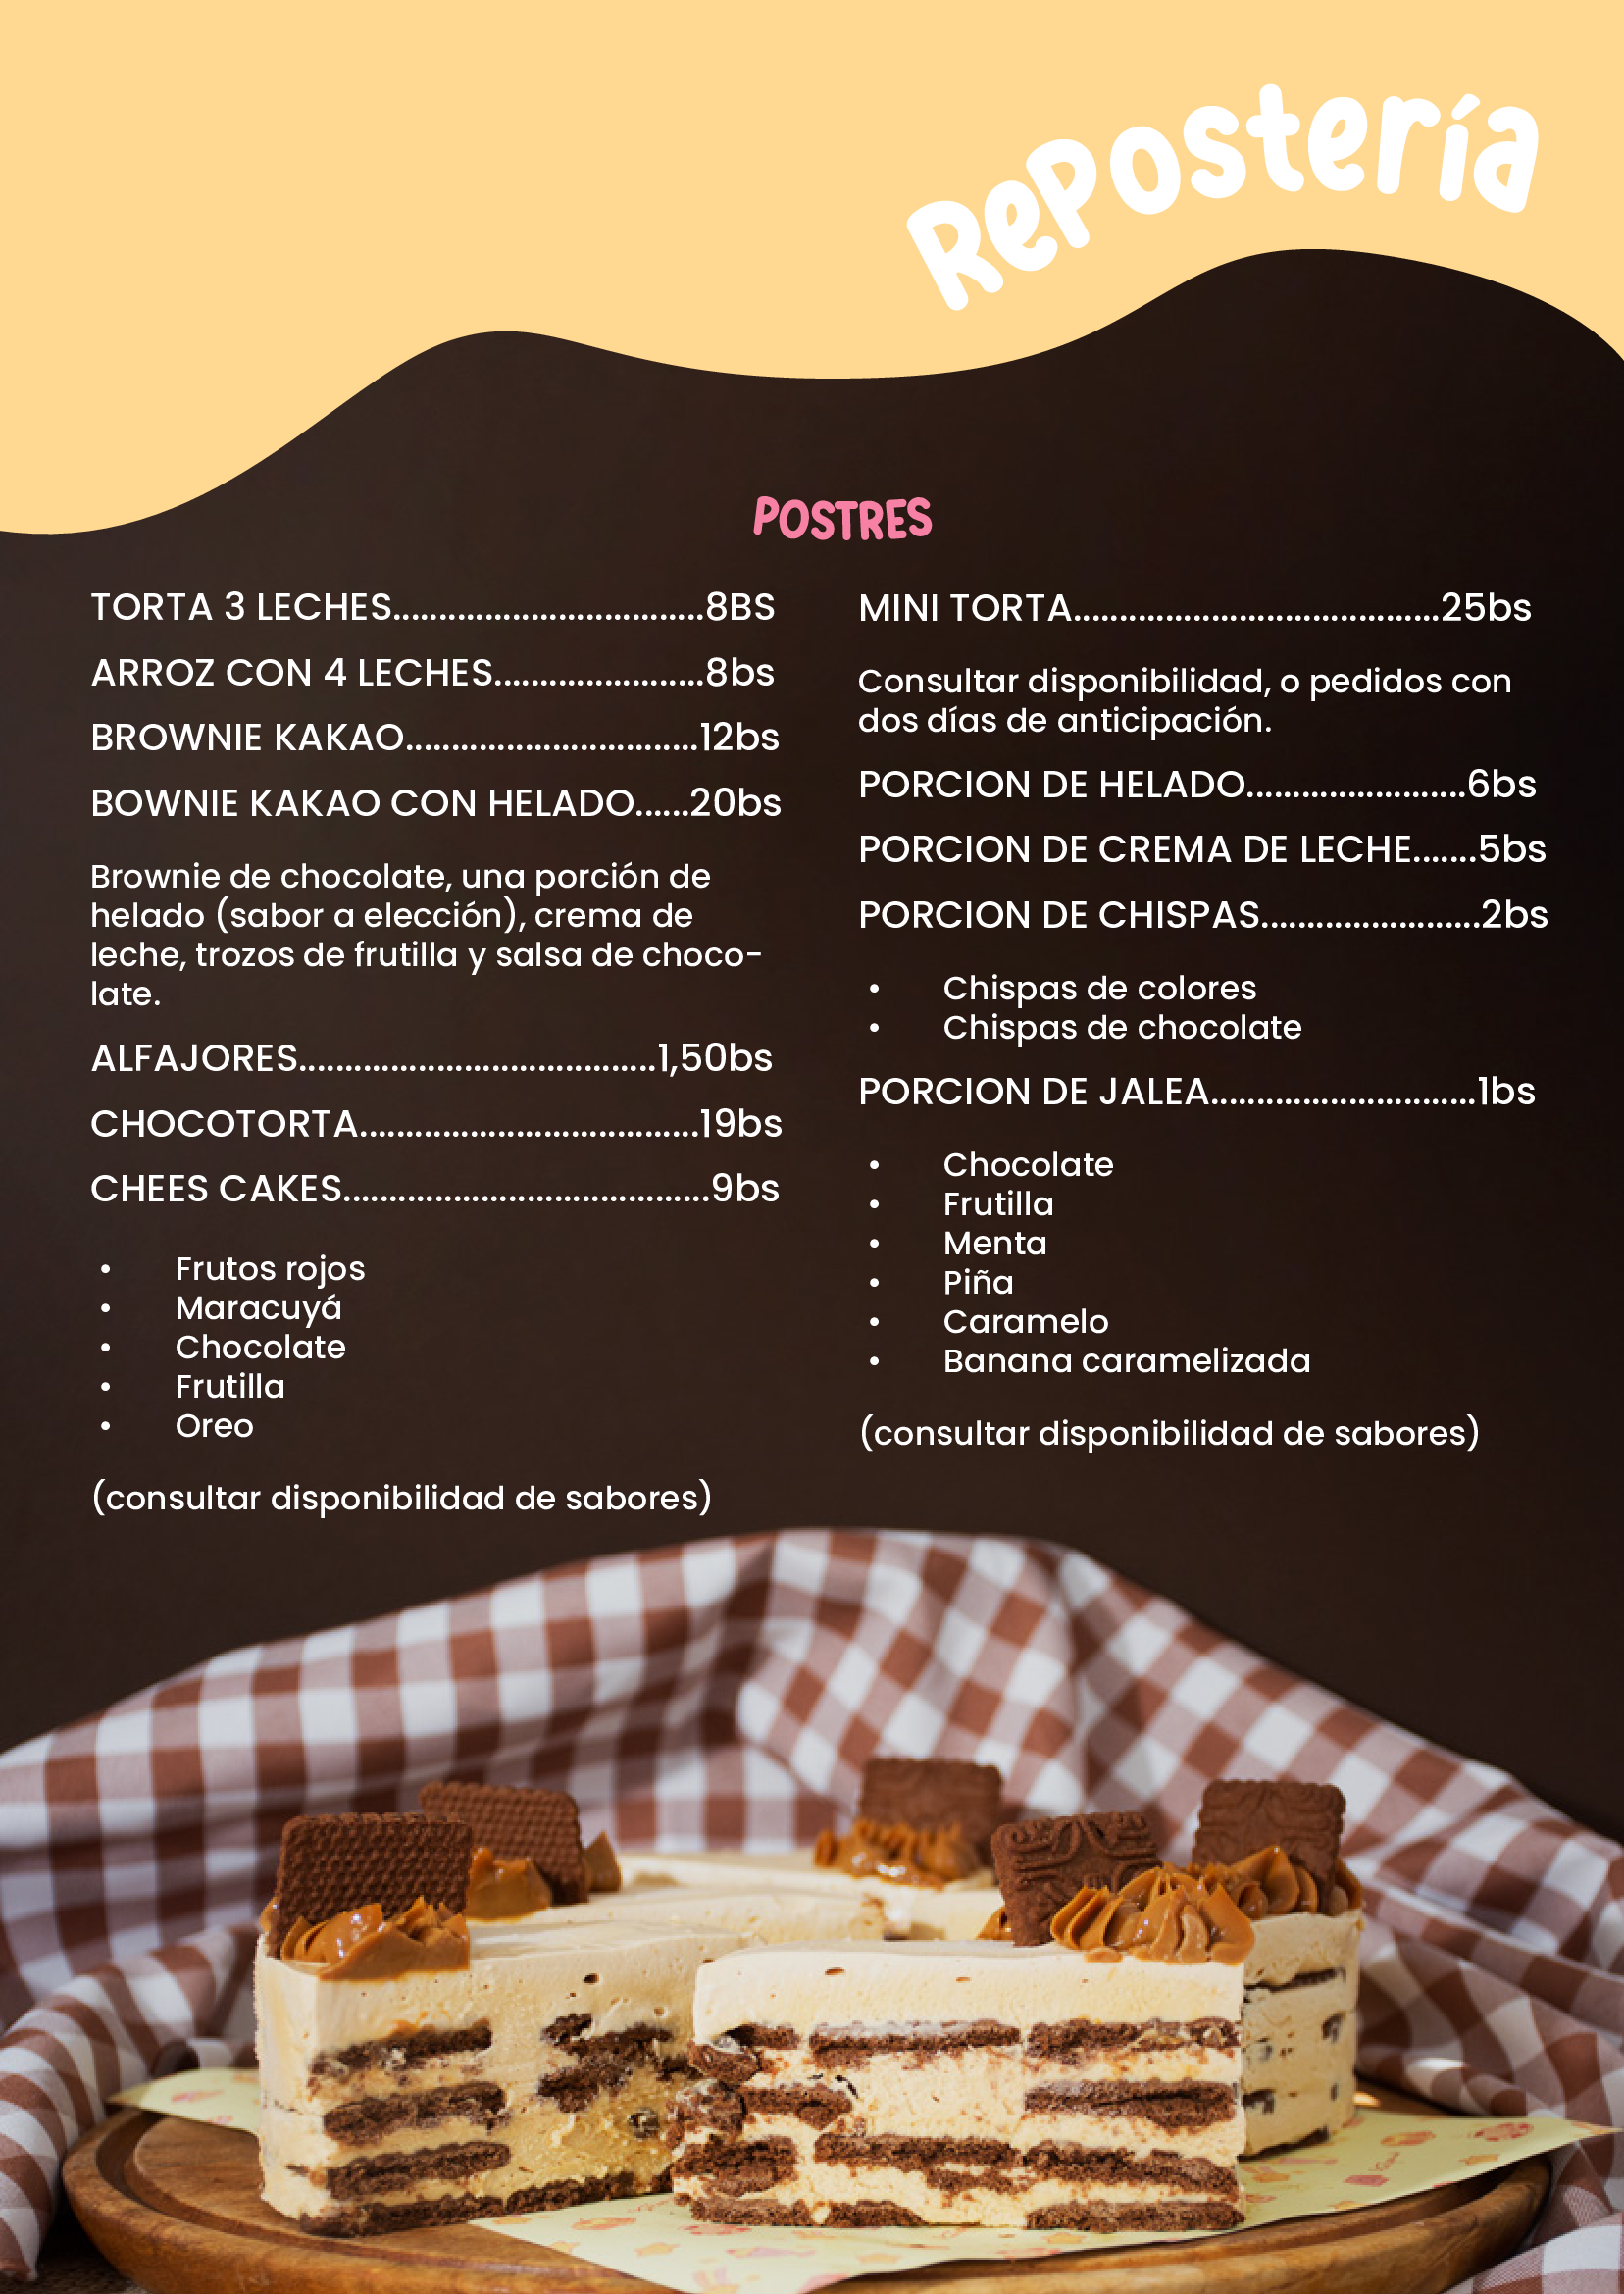 Repostería
POSTRES
TORTA 3 LECHES..................................8BS
ARROZ CON 4 LECHES.......................8bs
BROWNIE KAKAO................................12bs
BOWNIE KAKAO CON HELADO......20bs
Brownie de chocolate, una porción de
helado (sabor a elección), crema de
leche, trozos de frutilla y salsa de choco-
late.
ALFAJORES.......................................1,50bs
CHOCOTORTA.....................................19bs
CHEES CAKES........................................9bs
• Frutos rojos
• Maracuyá
• Chocolate
• Frutilla
• Oreo
(consultar disponibilidad de sabores)
MINI TORTA........................................25bs
Consultar disponibilidad, o pedidos con
dos días de anticipación.
PORCION DE HELADO........................6bs
PORCION DE CREMA DE LECHE.......5bs
PORCION DE CHISPAS........................2bs
• Chispas de colores
• Chispas de chocolate
PORCION DE JALEA.............................1bs
• Chocolate
• Frutilla
• Menta
• Piña
• Caramelo
• Banana caramelizada
(consultar disponibilidad de sabores)